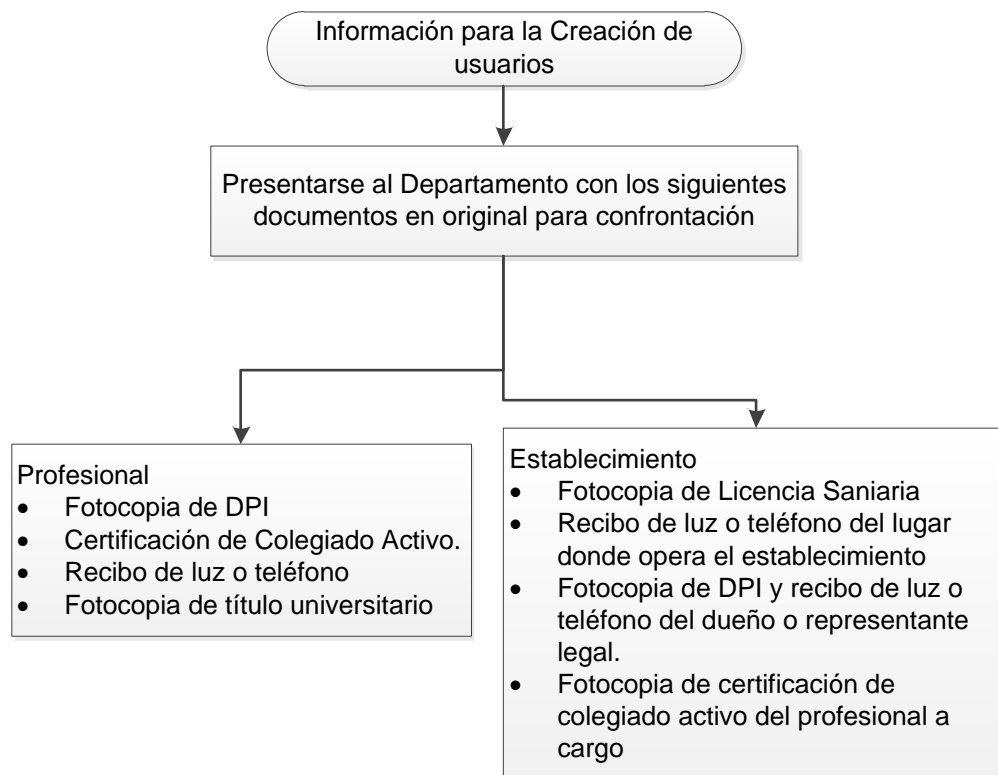 Información para la Creación de
usuarios
Presentarse al Departamento con los siguientes
documentos en original para confrontación
Profesional
• Fotocopia de DPI
• Certificación de Colegiado Activo.
• Recibo de luz o teléfono
• Fotocopia de título universitario
Establecimiento
• Fotocopia de Licencia Saniaria
• Recibo de luz o teléfono del lugar
donde opera el establecimiento
• Fotocopia de DPI y recibo de luz o
teléfono del dueño o representante
legal.
• Fotocopia de certificación de
colegiado activo del profesional a
cargo